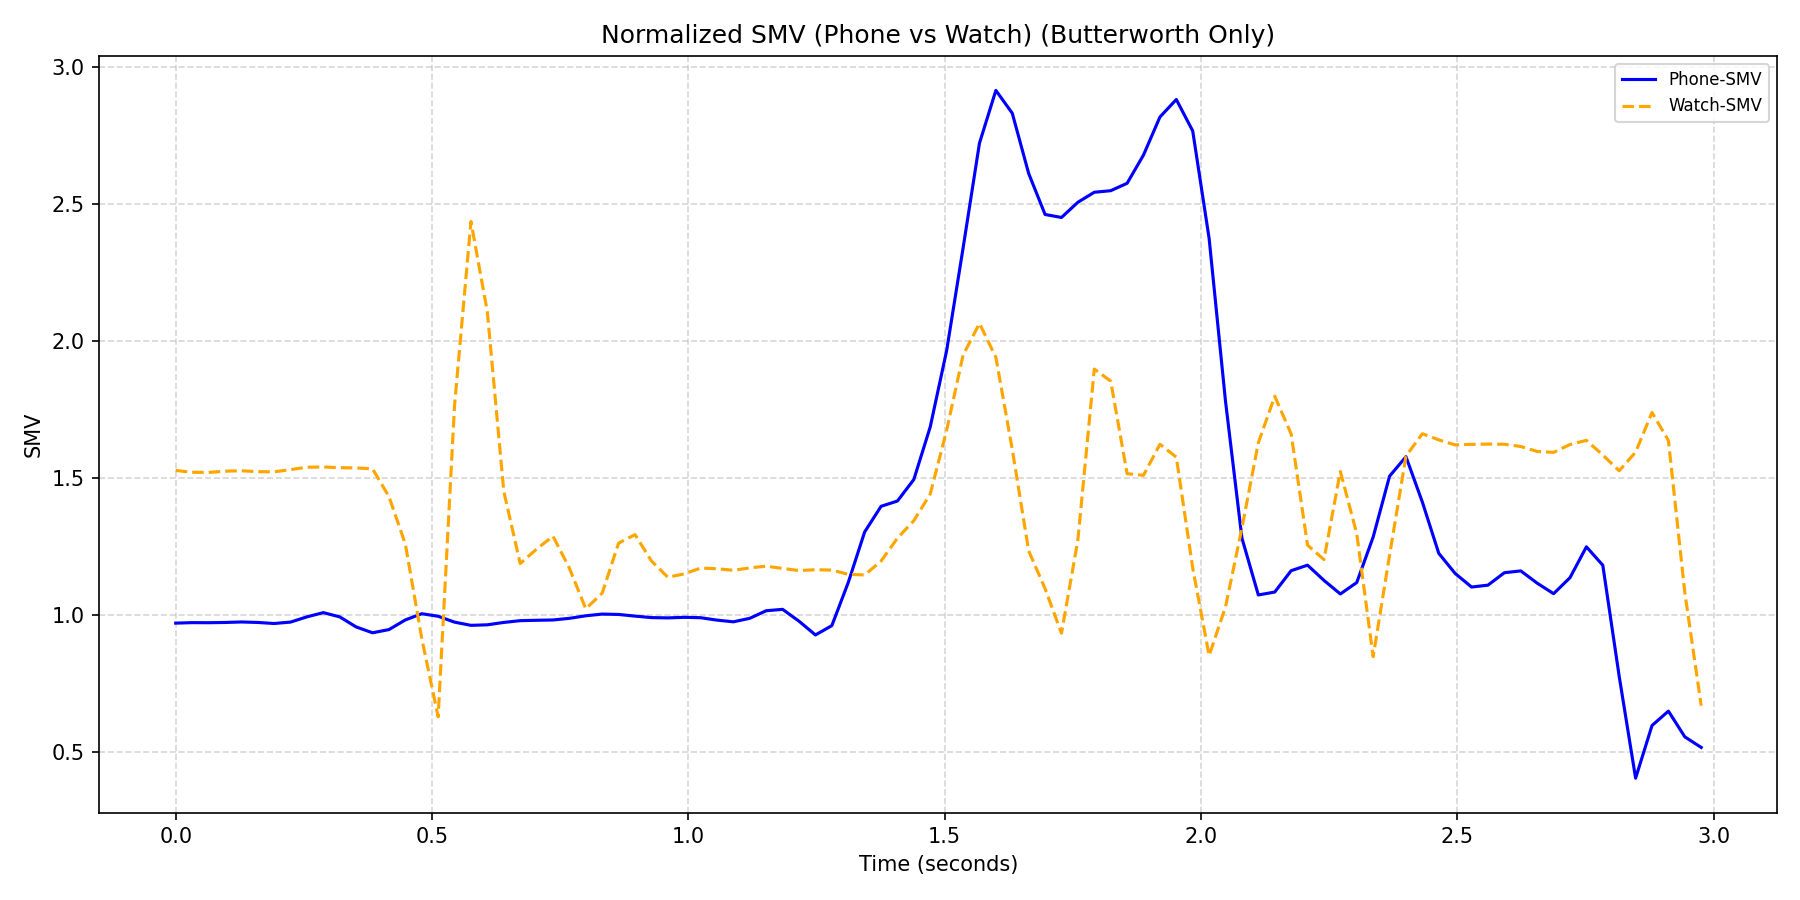 Normalized SMV (Phone vs Watch) (Butterworth Only)
Phone-SMV
Watch-SMV
SMV
3.0
2.5
2.0
1.5
1.0
0.5
0.0 0.5 1.0 1.5 2.0 2.5 3.0
Time (seconds)